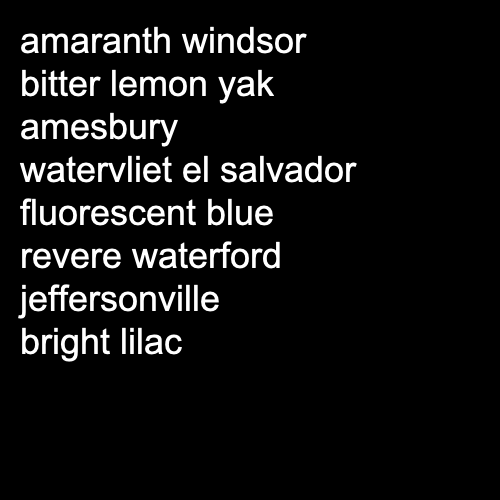 amaranth windsor
bitter lemon yak
amesbury
watervliet el salvador
fluorescent blue
revere waterford
jeffersonville
bright lilac